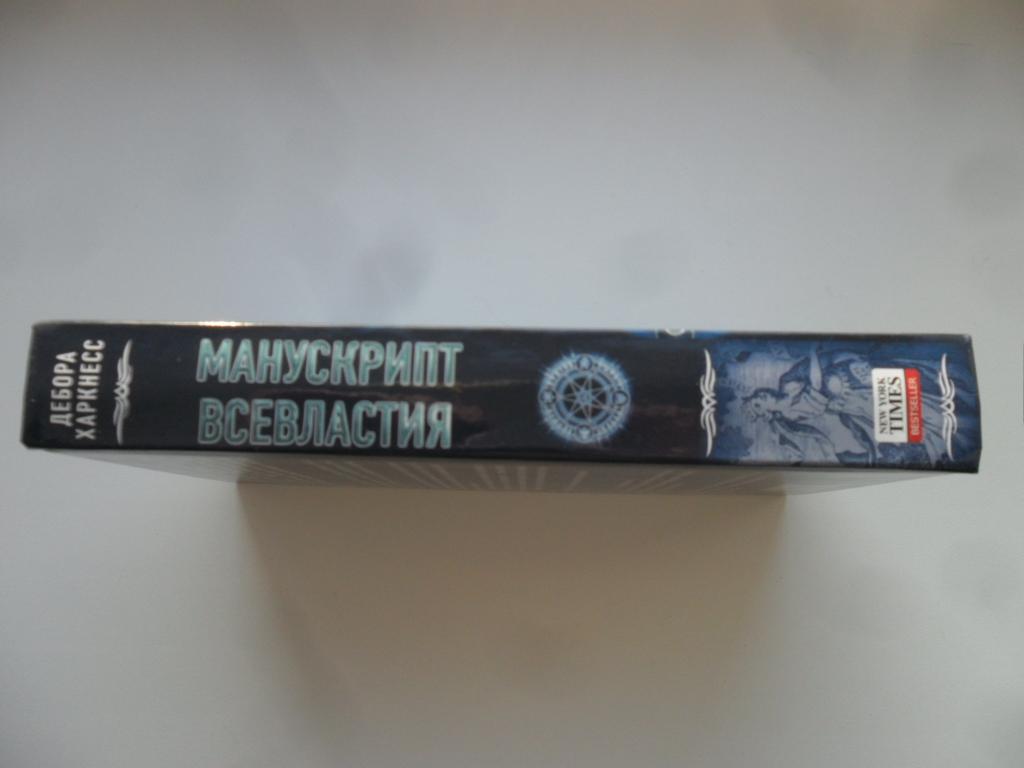 ДЕБОРА
ХАРКНЕСС
МАНУСКРИПТ
ВСЕВЛАСТИЯ
NEW YORK
TIMES
BESTSELLER